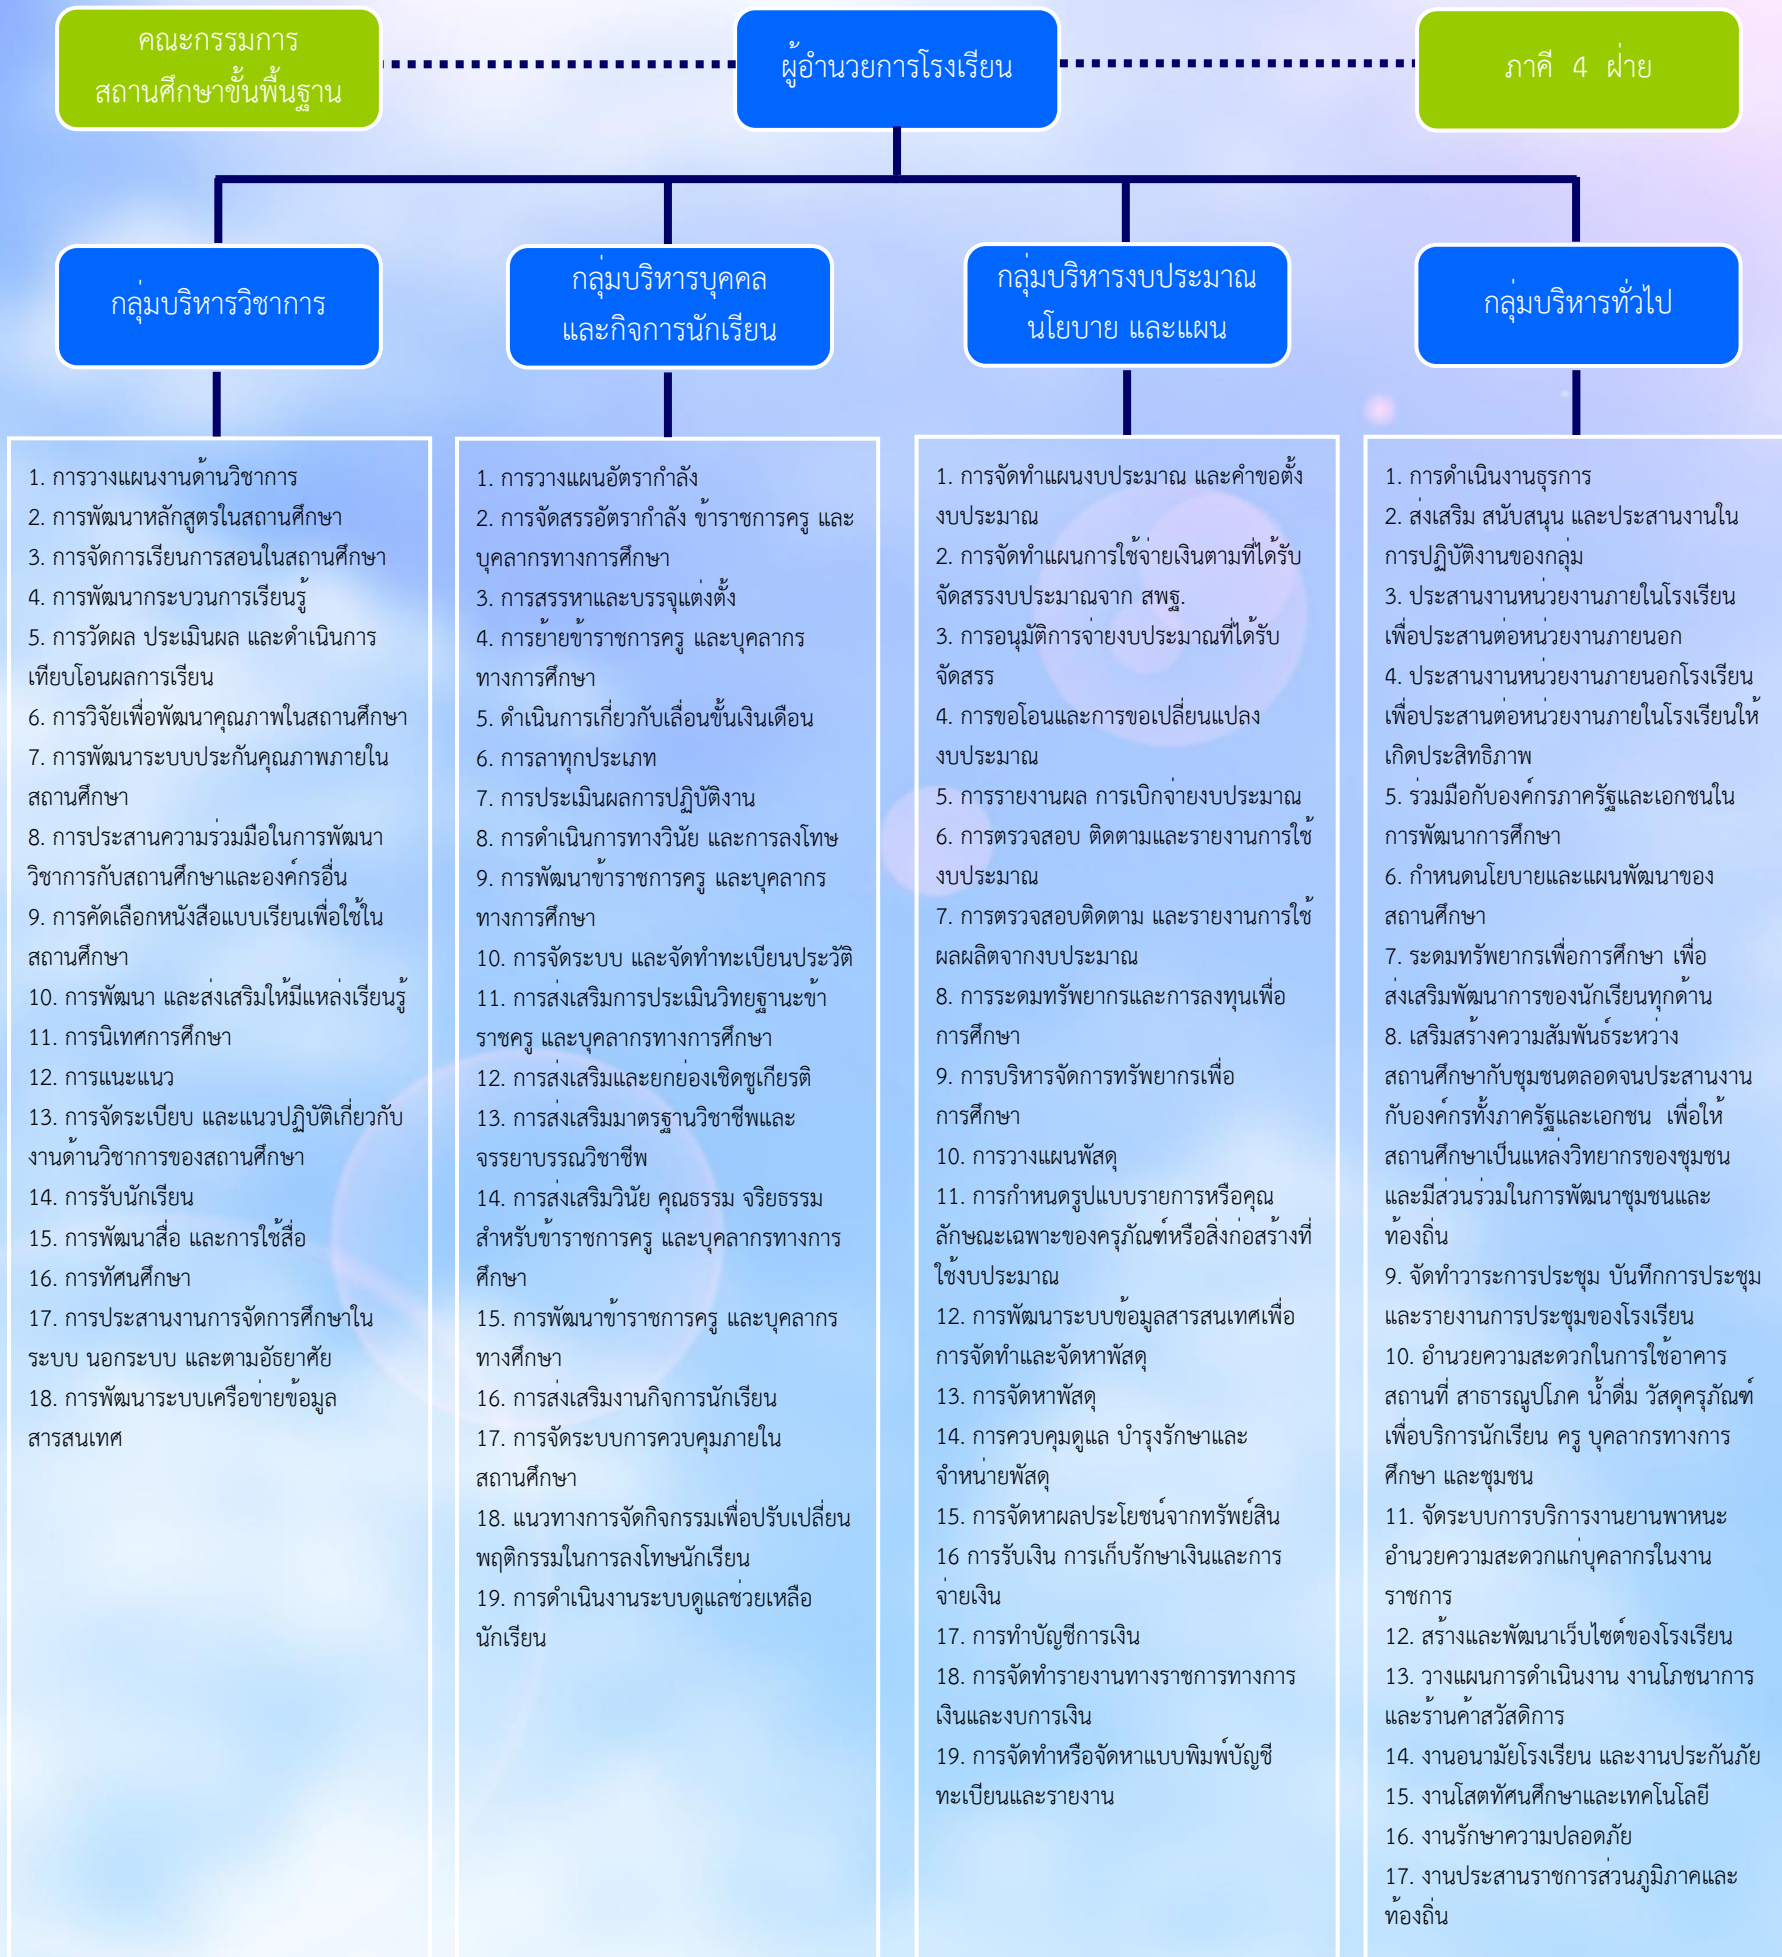 คณะกรรมการ
สถานศึกษาขั้นพื้นฐาน
ผู้อำนวยการโรงเรียน
ภาคี 4 ฝ่าย
กลุ่มบริหารวิชาการ
กลุ่มบริหารบุคคล
และกิจการนักเรียน
กลุ่มบริหารงบประมาณ
นโยบาย และแผน
กลุ่มบริหารทั่วไป
1. การวางแผนงานด้านวิชาการ
2. การพัฒนาหลักสูตรในสถานศึกษา
3. การจัดการเรียนการสอนในสถานศึกษา
4. การพัฒนากระบวนการเรียนรู้
5. การวัดผล ประเมินผล และดำเนินการ
เทียบโอนผลการเรียน
6. การวิจัยเพื่อพัฒนาคุณภาพในสถานศึกษา
7. การพัฒนาระบบประกันคุณภาพภายใน
สถานศึกษา
8. การประสานความร่วมมือในการพัฒนา
วิชาการกับสถานศึกษาและองค์กรอื่น
9. การคัดเลือกหนังสือแบบเรียนเพื่อใช้ใน
สถานศึกษา
10. การพัฒนา และส่งเสริมให้มีแหล่งเรียนรู้
11. การนิเทศการศึกษา
12. การแนะแนว
13. การจัดระเบียบ และแนวปฏิบัติเกี่ยวกับ
งานด้านวิชาการของสถานศึกษา
14. การรับนักเรียน
15. การพัฒนาสื่อ และการใช้สื่อ
16. การทัศนศึกษา
17. การประสานงานการจัดการศึกษาใน
ระบบ นอกระบบ และตามอัธยาศัย
18. การพัฒนาระบบเครือข่ายข้อมูล
สารสนเทศ
1. การวางแผนอัตรากำลัง
2. การจัดสรรอัตรากำลัง ข้าราชการครู และ
บุคลากรทางการศึกษา
3. การสรรหาและบรรจุแต่งตั้ง
4. การย้ายข้าราชการครู และบุคลากร
ทางการศึกษา
5. ดำเนินการเกี่ยวกับเลื่อนขั้นเงินเดือน
6. การลาทุกประเภท
7. การประเมินผลการปฏิบัติงาน
8. การดำเนินการทางวินัย และการลงโทษ
9. การพัฒนาข้าราชการครู และบุคลากร
ทางการศึกษา
10. การจัดระบบ และจัดทำทะเบียนประวัติ
11. การส่งเสริมการประเมินวิทยฐานะข้า
ราชครู และบุคลากรทางการศึกษา
12. การส่งเสริมและยกย่องเชิดชูเกียรติ
13. การส่งเสริมมาตรฐานวิชาชีพและ
จรรยาบรรณวิชาชีพ
14. การส่งเสริมวินัย คุณธรรม จริยธรรม
สำหรับข้าราชการครู และบุคลากรทางการ
ศึกษา
15. การพัฒนาข้าราชการครู และบุคลากร
ทางศึกษา
16. การส่งเสริมงานกิจการนักเรียน
17. การจัดระบบการควบคุมภายใน
สถานศึกษา
18. แนวทางการจัดกิจกรรมเพื่อปรับเปลี่ยน
พฤติกรรมในการลงโทษนักเรียน
19. การดำเนินงานระบบดูแลช่วยเหลือ
นักเรียน
1. การจัดทำแผนงบประมาณ และคำขอตั้ง
งบประมาณ
2. การจัดทำแผนการใช้จ่ายเงินตามที่ได้รับ
จัดสรรงบประมาณจาก สพฐ.
3. การอนุมัติการจ่ายงบประมาณที่ได้รับ
จัดสรร
4. การขอโอนและการขอเปลี่ยนแปลง
งบประมาณ
5. การรายงานผล การเบิกจ่ายงบประมาณ
6. การตรวจสอบ ติดตามและรายงานการใช้
งบประมาณ
7. การตรวจสอบติดตาม และรายงานการใช้
ผลผลิตจากงบประมาณ
8. การระดมทรัพยากรและการลงทุนเพื่อ
การศึกษา
9. การบริหารจัดการทรัพยากรเพื่อ
การศึกษา
10. การวางแผนพัสดุ
11. การกำหนดรูปแบบรายการหรือคุณ
ลักษณะเฉพาะของครุภัณฑ์หรือสิ่งก่อสร้างที่
ใช้งบประมาณ
12. การพัฒนาระบบข้อมูลสารสนเทศเพื่อ
การจัดทำและจัดหาพัสดุ
13. การจัดหาพัสดุ
14. การควบคุมดูแล บำรุงรักษาและ
จำหน่ายพัสดุ
15. การจัดหาผลประโยชน์จากทรัพย์สิน
16 การรับเงิน การเก็บรักษาเงินและการ
จ่ายเงิน
17. การทำบัญชีการเงิน
18. การจัดทำรายงานทางราชการทางการ
เงินและงบการเงิน
19. การจัดทำหรือจัดหาแบบพิมพ์บัญชี
ทะเบียนและรายงาน
1. การดำเนินงานธุรการ
2. ส่งเสริม สนับสนุน และประสานงานใน
การปฏิบัติงานของกลุ่ม
3. ประสานงานหน่วยงานภายในโรงเรียน
เพื่อประสานต่อหน่วยงานภายนอก
4. ประสานงานหน่วยงานภายนอกโรงเรียน
เพื่อประสานต่อหน่วยงานภายในโรงเรียนให้
เกิดประสิทธิภาพ
5. ร่วมมือกับองค์กรภาครัฐและเอกชนใน
การพัฒนาการศึกษา
6. กำหนดนโยบายและแผนพัฒนาของ
สถานศึกษา
7. ระดมทรัพยากรเพื่อการศึกษา เพื่อ
ส่งเสริมพัฒนาการของนักเรียนทุกด้าน
8. เสริมสร้างความสัมพันธ์ระหว่าง
สถานศึกษากับชุมชนตลอดจนประสานงาน
กับองค์กรทั้งภาครัฐและเอกชน เพื่อให้
สถานศึกษาเป็นแหล่งวิทยากรของชุมชน
และมีส่วนร่วมในการพัฒนาชุมชนและ
ท้องถิ่น
9. จัดทำวาระการประชุม บันทึกการประชุม
และรายงานการประชุมของโรงเรียน
10. อำนวยความสะดวกในการใช้อาคาร
สถานที่ สาธารณูปโภค น้ำดื่ม วัสดุครุภัณฑ์
เพื่อบริการนักเรียน ครู บุคลากรทางการ
ศึกษา และชุมชน
11. จัดระบบการบริการงานยานพาหนะ
อำนวยความสะดวกแก่บุคลากรในงาน
ราชการ
12. สร้างและพัฒนาเว็บไซต์ของโรงเรียน
13. วางแผนการดำเนินงาน งานโภชนาการ
และร้านค้าสวัสดิการ
14. งานอนามัยโรงเรียน และงานประกันภัย
15. งานโสตทัศนศึกษาและเทคโนโลยี
16. งานรักษาความปลอดภัย
17. งานประสานราชการส่วนภูมิภาคและ
ท้องถิ่น